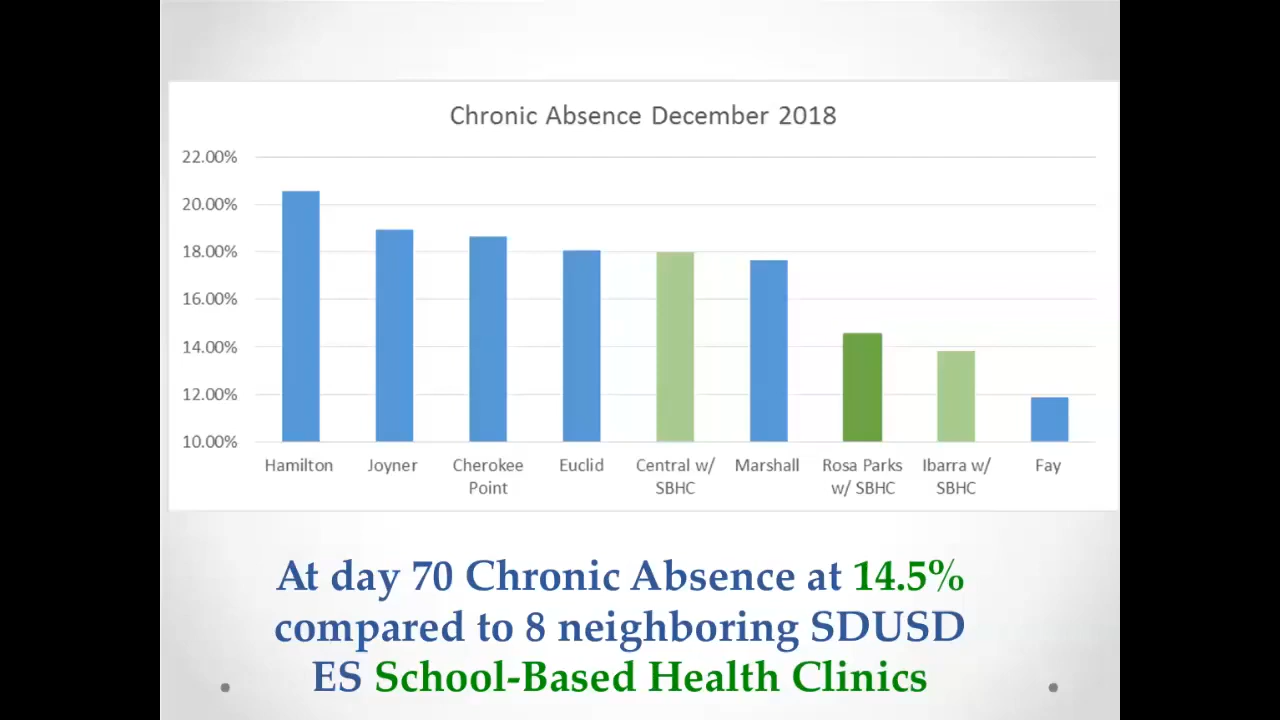 Chronic Absence December 2018
22.00%
20.00%
18.00%
16.00%
14.00%
12.00%
10.00%
Hamilton
Joyner
Cherokee
Point
Euclid
Central w/
SBHC
Marshall
Rosa Parks
w/ SBHC
Ibarra w/
SBHC
Fay
At day 70 Chronic Absence at 14.5%
compared to 8 neighboring SDUSD
ES School-Based Health Clinics